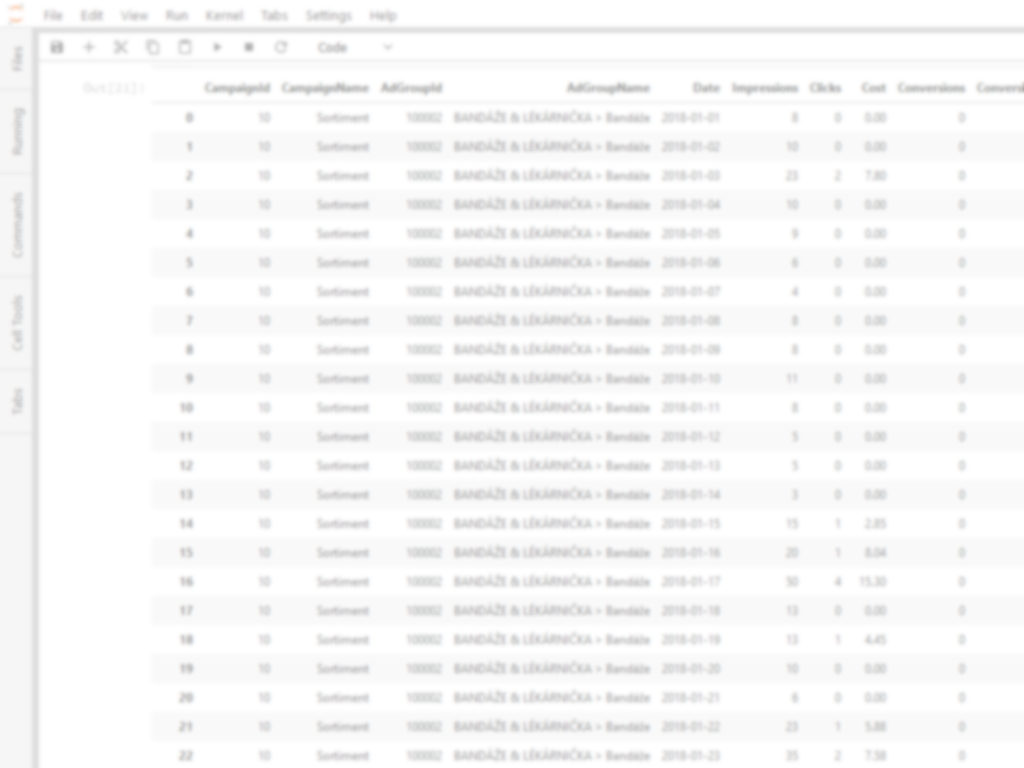 File Edit View Run Kernel Tabs Settings Help
Code
Files
Running
Commands
Cell Tools
Tabs
Out[21]:
CampaignId CampaignName AdGroupId AdGroupName Date Impressions Clicks Cost Conversions Conversi
0 10 Sortiment 100002 BANDÁŽE & LÉKÁRNIČKA > Bandáže 2018-01-01 8 0 0.00 0
1 10 Sortiment 100002 BANDÁŽE & LÉKÁRNIČKA > Bandáže 2018-01-02 10 0 0.00 0
2 10 Sortiment 100002 BANDÁŽE & LÉKÁRNIČKA > Bandáže 2018-01-03 23 2 7.80 0
3 10 Sortiment 100002 BANDÁŽE & LÉKÁRNIČKA > Bandáže 2018-01-04 10 0 0.00 0
4 10 Sortiment 100002 BANDÁŽE & LÉKÁRNIČKA > Bandáže 2018-01-05 9 0 0.00 0
5 10 Sortiment 100002 BANDÁŽE & LÉKÁRNIČKA > Bandáže 2018-01-06 6 0 0.00 0
6 10 Sortiment 100002 BANDÁŽE & LÉKÁRNIČKA > Bandáže 2018-01-07 4 0 0.00 0
7 10 Sortiment 100002 BANDÁŽE & LÉKÁRNIČKA > Bandáže 2018-01-08 8 0 0.00 0
8 10 Sortiment 100002 BANDÁŽE & LÉKÁRNIČKA > Bandáže 2018-01-09 8 0 0.00 0
9 10 Sortiment 100002 BANDÁŽE & LÉKÁRNIČKA > Bandáže 2018-01-10 11 0 0.00 0
10 10 Sortiment 100002 BANDÁŽE & LÉKÁRNIČKA > Bandáže 2018-01-11 8 0 0.00 0
11 10 Sortiment 100002 BANDÁŽE & LÉKÁRNIČKA > Bandáže 2018-01-12 5 0 0.00 0
12 10 Sortiment 100002 BANDÁŽE & LÉKÁRNIČKA > Bandáže 2018-01-13 5 0 0.00 0
13 10 Sortiment 100002 BANDÁŽE & LÉKÁRNIČKA > Bandáže 2018-01-14 3 0 0.00 0
14 10 Sortiment 100002 BANDÁŽE & LÉKÁRNIČKA > Bandáže 2018-01-15 15 1 2.85 0
15 10 Sortiment 100002 BANDÁŽE & LÉKÁRNIČKA > Bandáže 2018-01-16 20 1 8.04 0
16 10 Sortiment 100002 BANDÁŽE & LÉKÁRNIČKA > Bandáže 2018-01-17 50 4 15.30 0
17 10 Sortiment 100002 BANDÁŽE & LÉKÁRNIČKA > Bandáže 2018-01-18 13 0 0.00 0
18 10 Sortiment 100002 BANDÁŽE & LÉKÁRNIČKA > Bandáže 2018-01-19 13 1 4.45 0
19 10 Sortiment 100002 BANDÁŽE & LÉKÁRNIČKA > Bandáže 2018-01-20 10 0 0.00 0
20 10 Sortiment 100002 BANDÁŽE & LÉKÁRNIČKA > Bandáže 2018-01-21 6 0 0.00 0
21 10 Sortiment 100002 BANDÁŽE & LÉKÁRNIČKA > Bandáže 2018-01-22 23 1 5.88 0
22 10 Sortiment 100002 BANDÁŽE & LÉKÁRNIČKA > Bandáže 2018-01-23 35 2 7.58 0